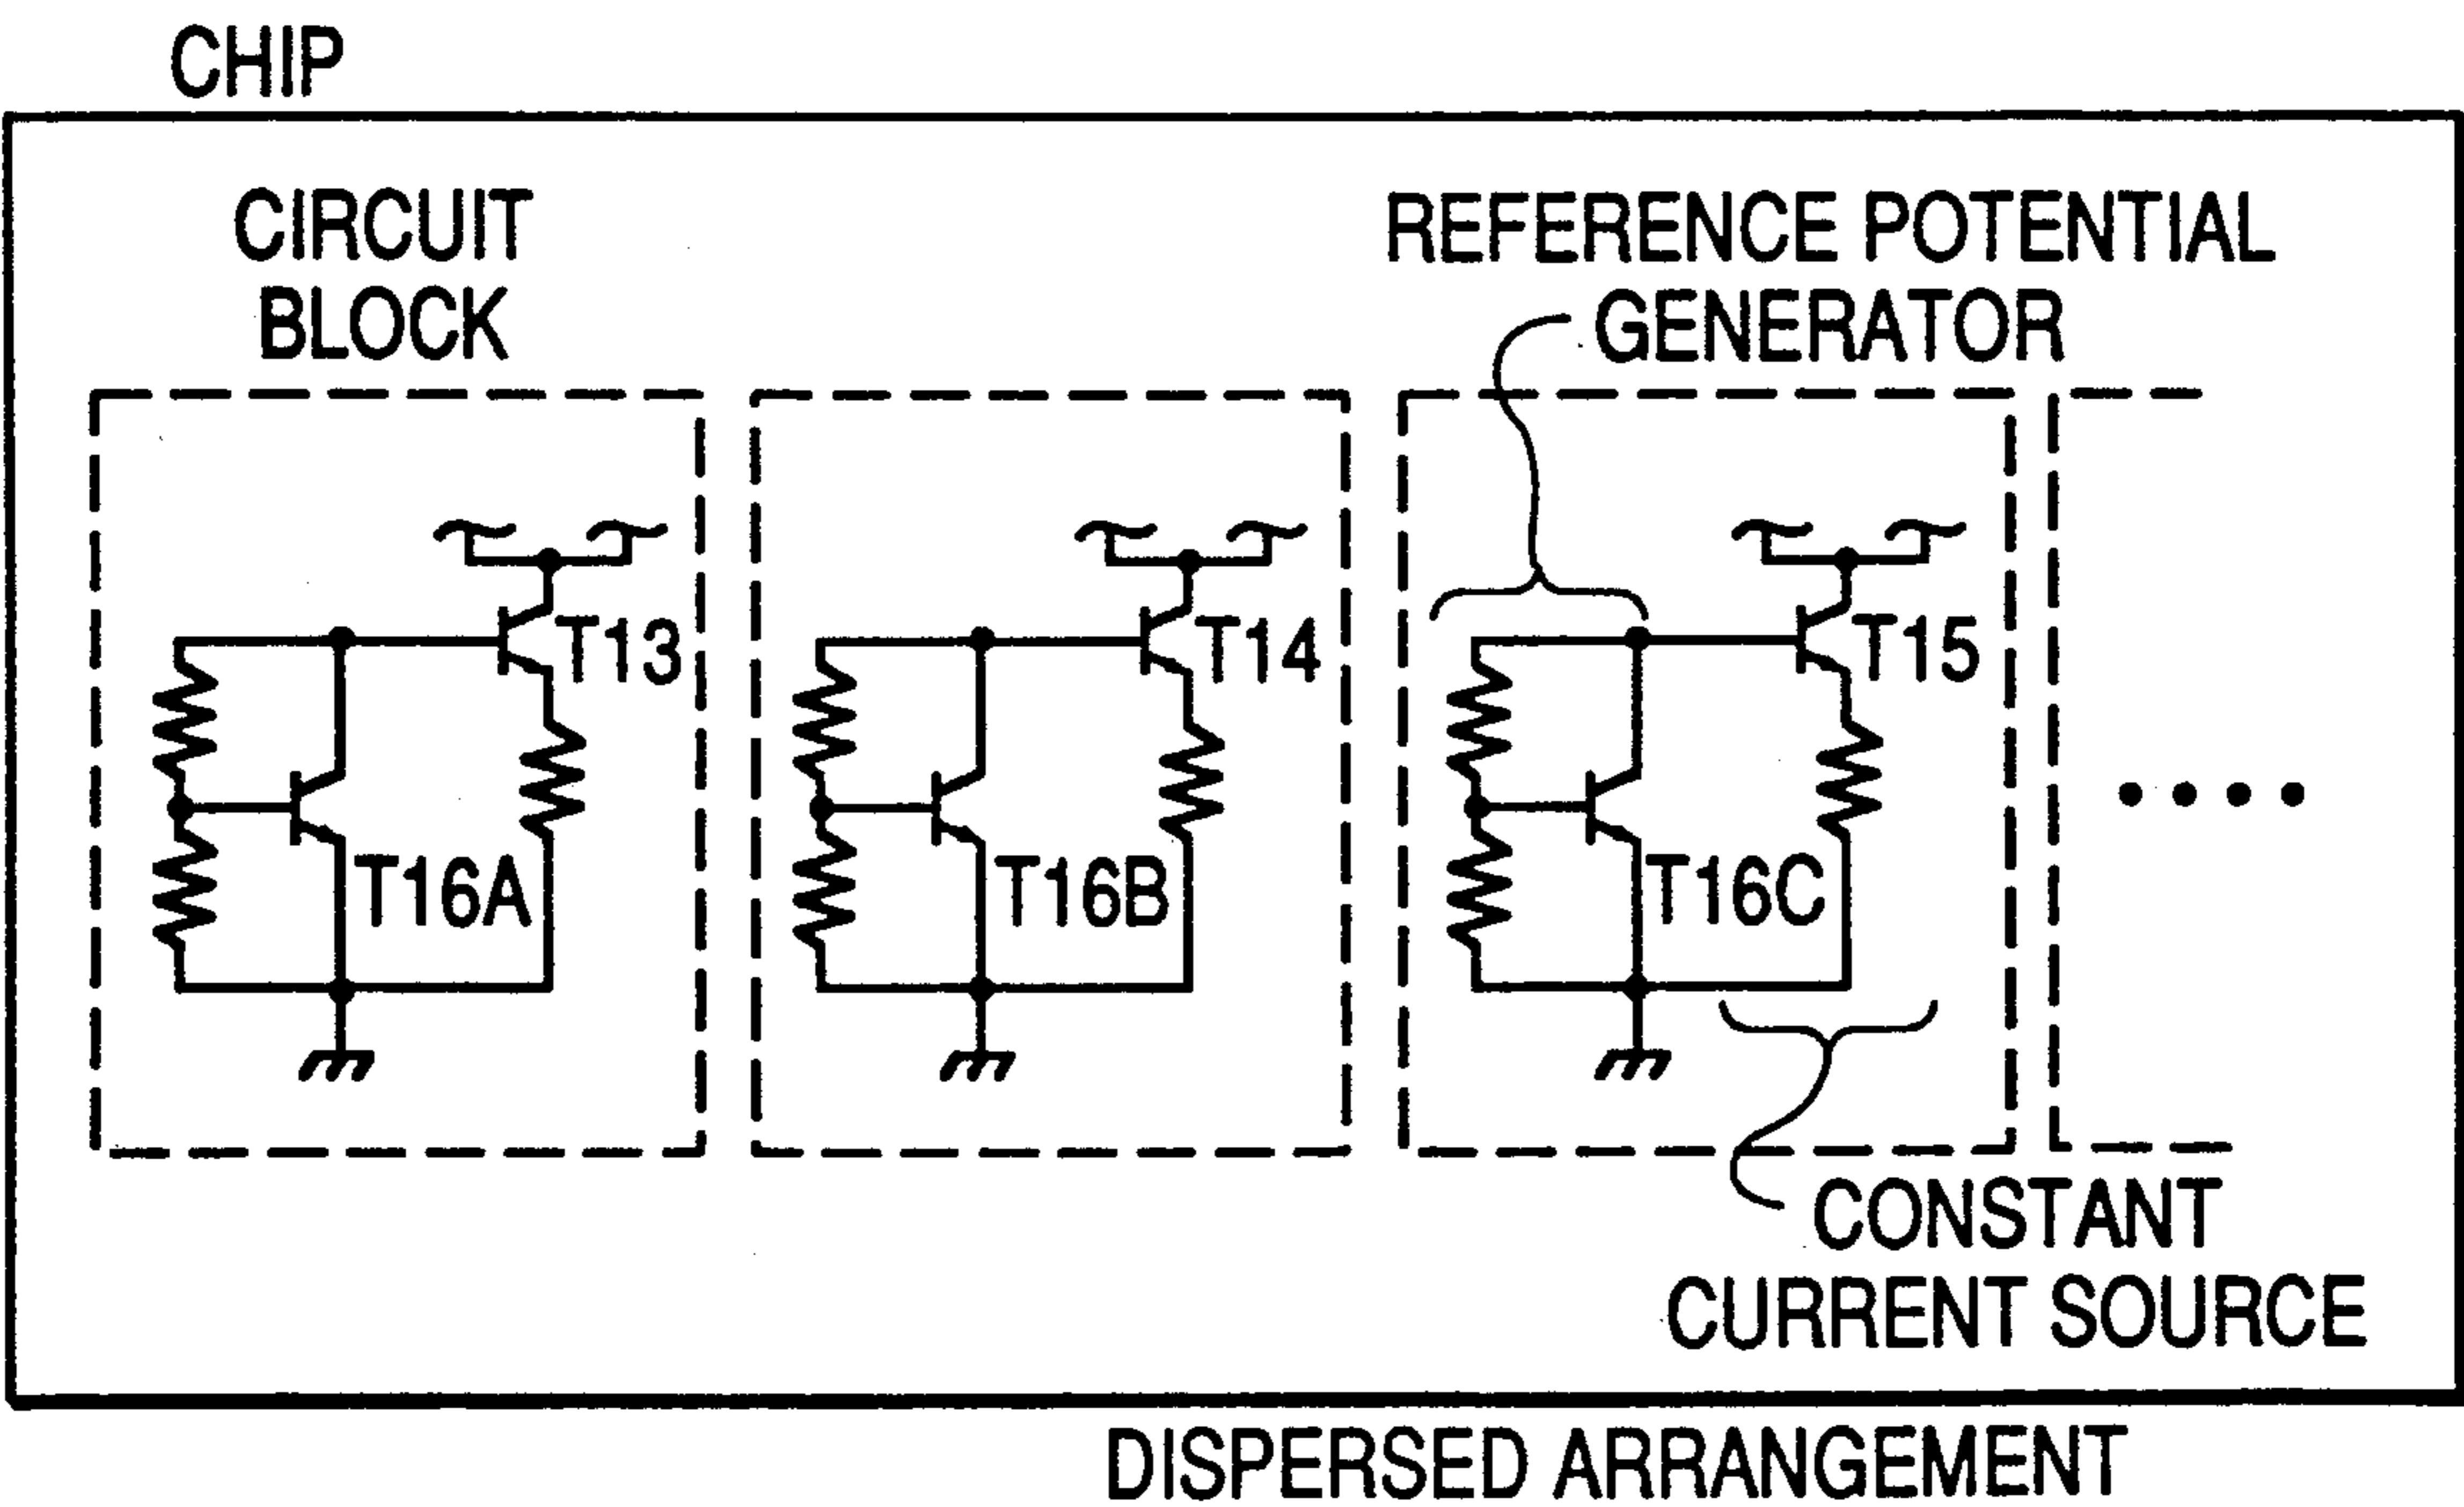 CHIP
CIRCUIT
BLOCK
REFERENCE POTENTIAL
GENERATOR
T13
T14
T15
T16A
T16B
T16C
CONSTANT
CURRENT SOURCE
DISPERSED ARRANGEMENT